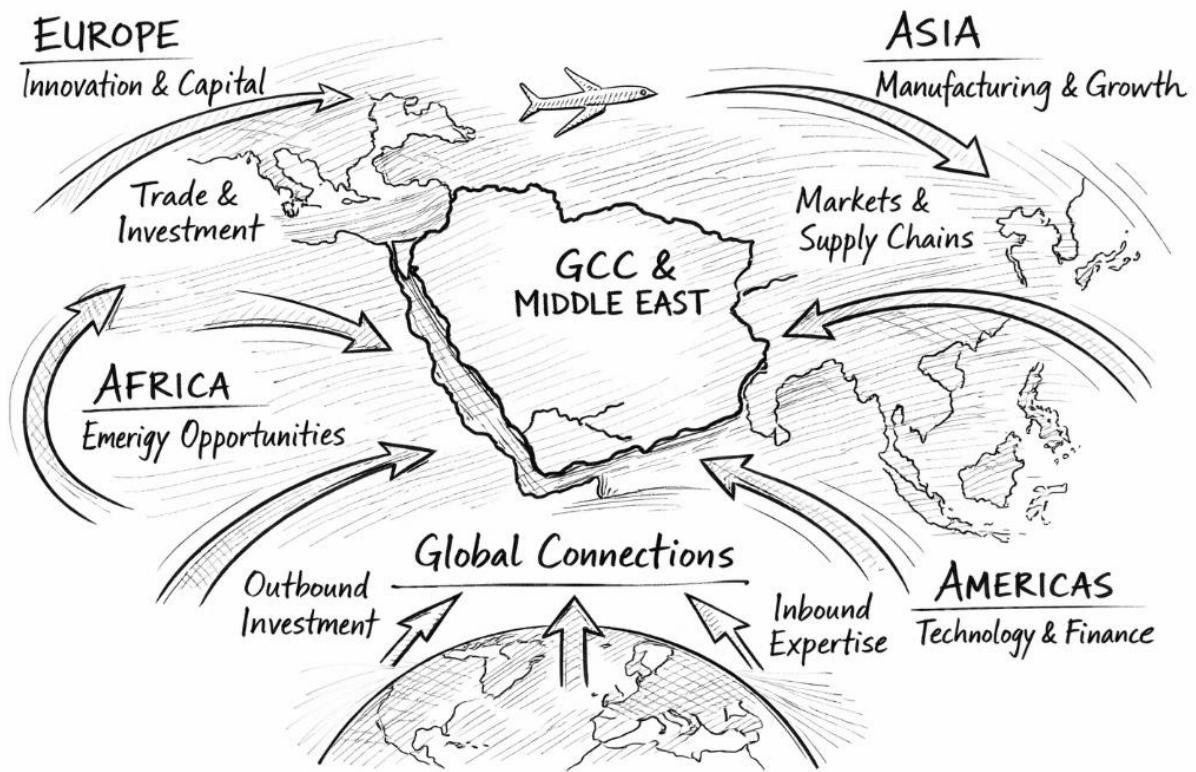 EUROPE
Innovation & Capital
ASIA
Manufacturing & Growth
Trade &
Investment
Markets &
Supply Chains
GCC &
MIDDLE EAST
AFRICA
Emerigy Opportunities
Global Connections
Outbound
Investment
Inbound
Expertise
AMERICAS
Technology & Finance